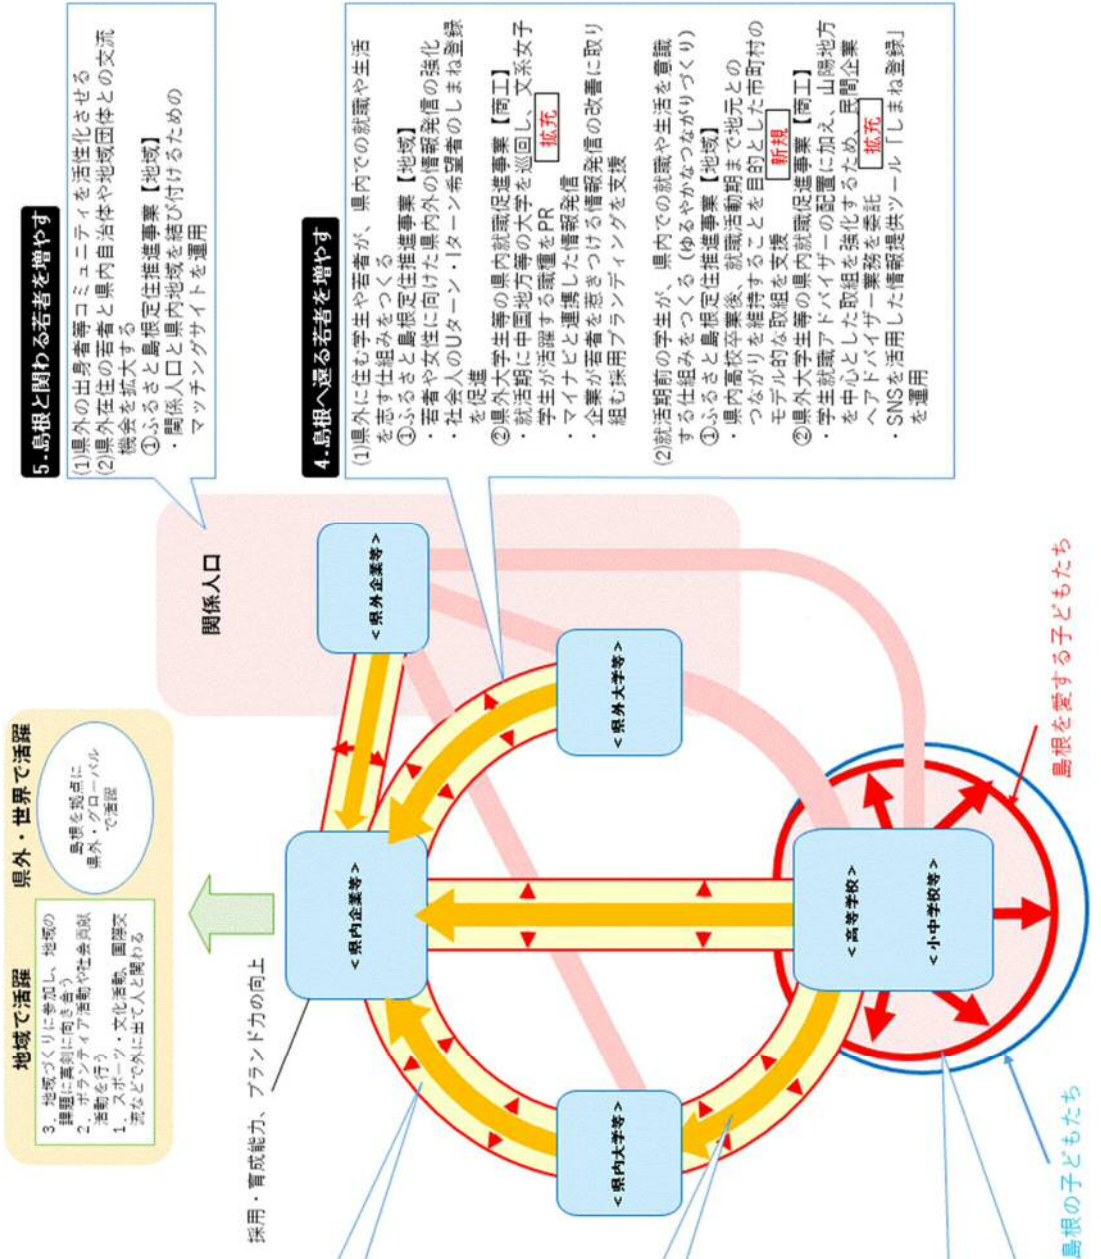 地域で活躍
県外・世界で活躍
3．地域づくりに参加し、地域の
課題に真剣に向き合う
2．ボランティア活動や社会貢献
活動を行う
1．スポーツ・文化活動、国際交
流などで外に出て人と関わる
島根を拠点に
県外・グローバル
で活躍
採用・育成能力、ブランド力の向上
＜県内企業等＞
＜県外企業等＞
関係人口
＜県内大学等＞
＜県外大学等＞
＜高等学校＞
＜小中学校等＞
島根の子どもたち
島根を愛する子どもたち
5.島根と関わる若者を増やす
(1)県外の出身者等コミュニティを活性化させる
(2)県外在住の若者と県内自治体や地域団体との交流
機会を拡大する
①ふるさと島根定住推進事業【地域】
・関係人口と県内地域を結び付けるための
マッチングサイトを運用
4.島根へ還る若者を増やす
(1)県外に住む学生や若者が、県内での就職や生活
を志す仕組みをつくる
①ふるさと島根定住推進事業【地域】
・若者や女性に向けた県内外の情報発信の強化
・社会人のUターン・Iターン希望者のしまね登録
を促進
②県外大学生等の県内就職促進事業【商工】
・就活期に中国地方等の大学を巡回し、文系女子
学生が活躍する職種をPR 拡充
・マイナビと連携した情報発信
・企業が若者を惹きつける情報発信の改善に取り
組む採用ブランディングを支援
(2)就活期前の学生が、県内での就職や生活を意識
する仕組みをつくる（ゆるやかなつながりづくり）
①ふるさと島根定住推進事業【地域】
・県内高校卒業後、就職活動期まで地元との
つながりを維持することを目的とした市町村の
モデル的な取組を支援 新規
②県外大学生等の県内就職促進事業【商工】
・学生就職アドバイザーの配置に加え、山陽地方
を中心とした取組を強化するため、民間企業
へアドバイザー業務を委託 拡充
・SNSを活用した情報提供ツール「しまね登録」
を運用